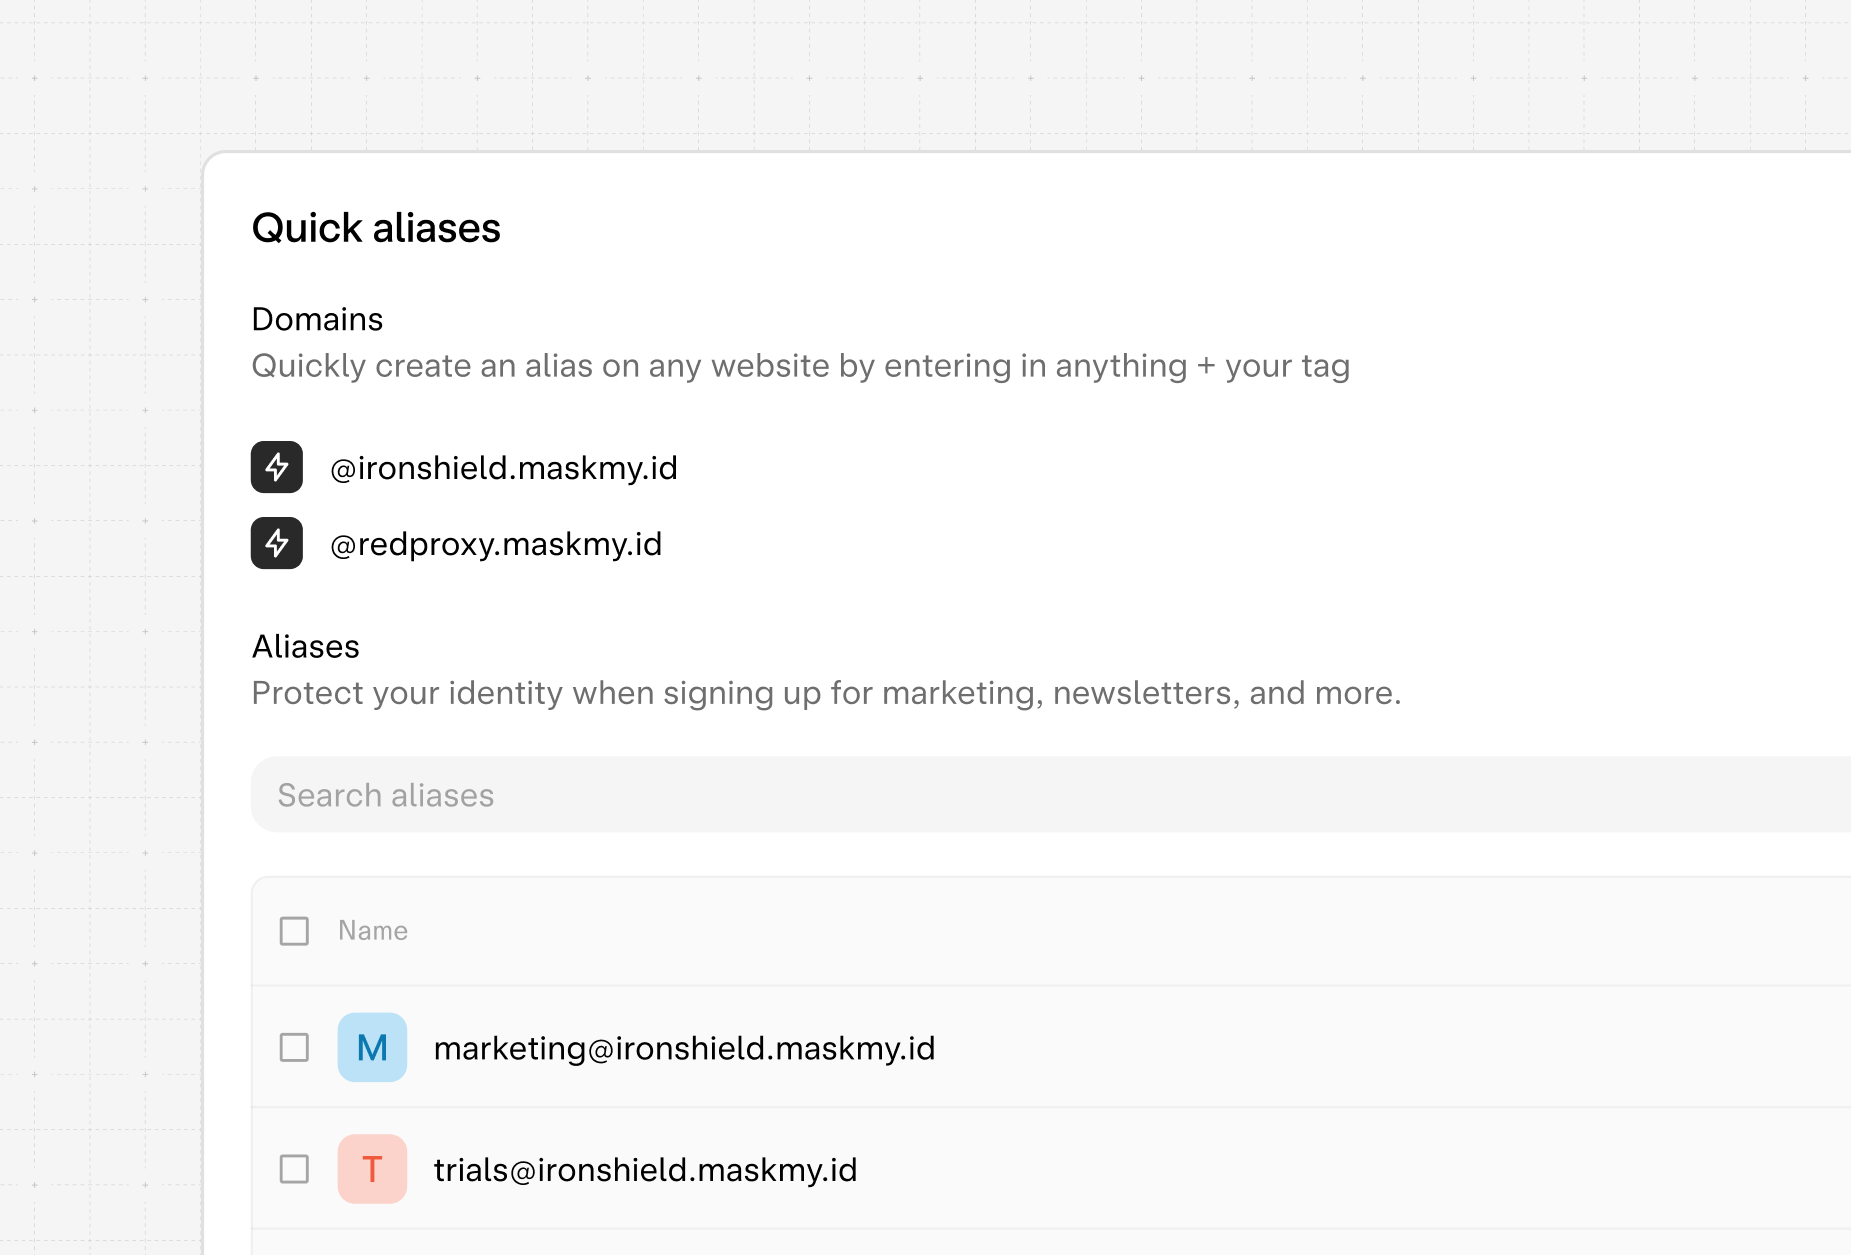 Quick aliases
Domains
Quickly create an alias on any website by entering in anything + your tag
@ironshield.maskmy.id
@redproxy.maskmy.id
Aliases
Protect your identity when signing up for marketing, newsletters, and more.
Search aliases
Name
M marketing@ironshield.maskmy.id
T trials@ironshield.maskmy.id